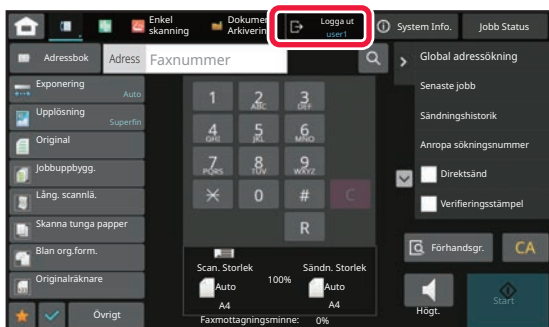 Enkel
skanning
Dokument
Arkivering
Logga ut
user1
System Info.
Job Status
Adressbok
Adress
Faxnummer
Global adressökning
Exponering
Auto
Senaste jobb
Upplösning
Superfin
Sändningshistorik
Original
Anropa sökningsnummer
Jobbuppbygg.
Direktsänd
Lång. scannlä.
Verifieringsstämpel
Skanna tunga papper
Blan org.form.
Originalräknare
Övrigt
1
2 ABC
3 DEF
4 GHI
5 JKL
6 MNO
7 PQRS
8 TUV
9 WXYZ
0
#
C
R
Scan. Storlek
Sändn. Storlek
Auto
100%
Auto
A4
A4
Faxmottagningsminne: 0%
Förhandsgr.
CA
Högt.
Start